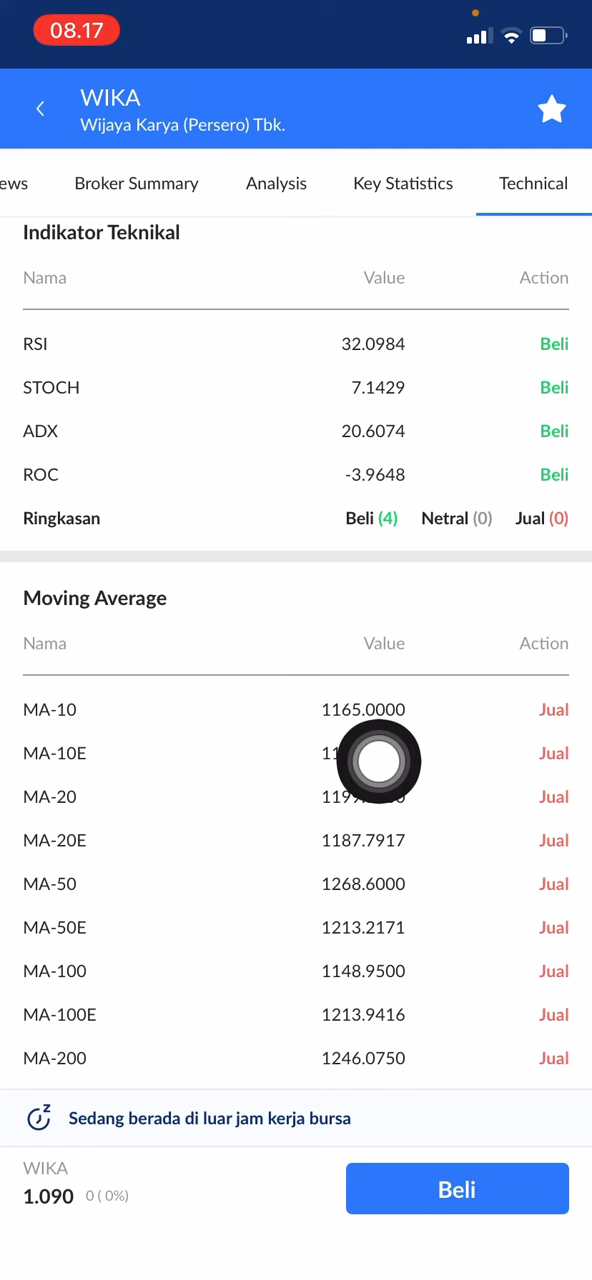 08.17
WIKA
Wijaya Karya (Persero) Tbk.
ews Broker Summary Analysis Key Statistics Technical
Indikator Teknikal
Nama Value Action
RSI 32.0984 Beli
STOCH 7.1429 Beli
ADX 20.6074 Beli
ROC -3.9648 Beli
Ringkasan Beli (4) Netral (0) Jual (0)
Moving Average
Nama Value Action
MA-10 1165.0000 Jual
MA-10E Jual
MA-20 Jual
MA-20E 1187.7917 Jual
MA-50 1268.6000 Jual
MA-50E 1213.2171 Jual
MA-100 1148.9500 Jual
MA-100E 1213.9416 Jual
MA-200 1246.0750 Jual
Sedang berada di luar jam kerja bursa
WIKA
1.090 0 ( 0%)
Beli